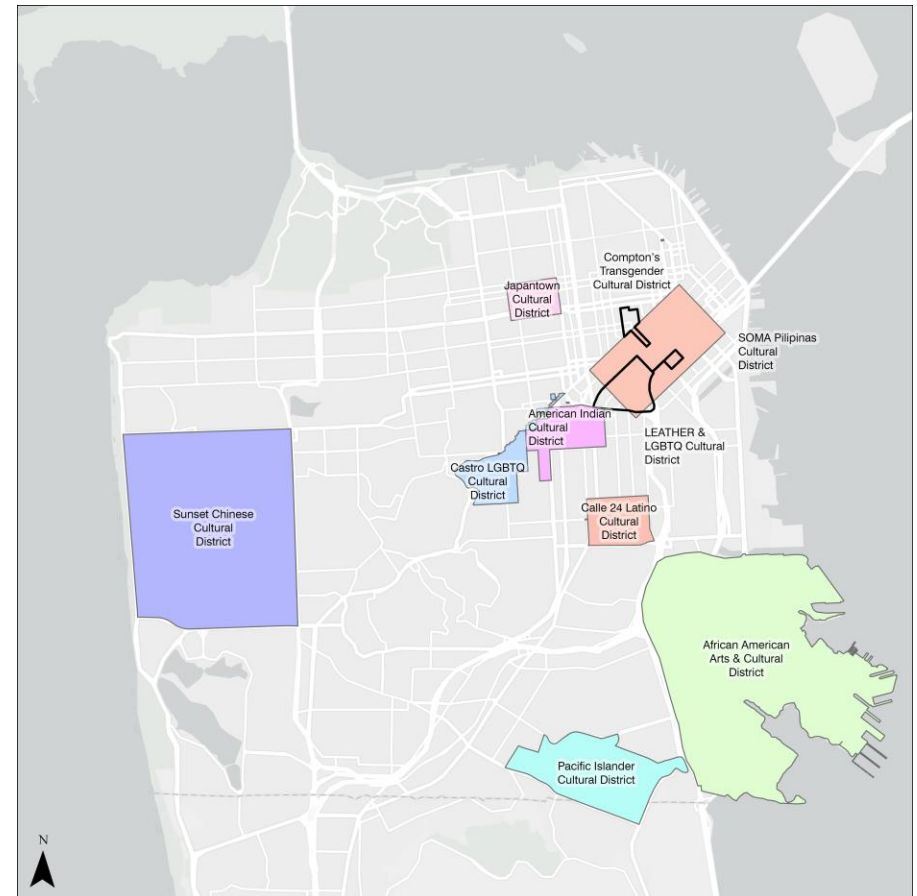 Compton's
Transgender
Cultural District
Japantown
Cultural
District
SOMA Pilipinas
Cultural
District
American Indian
Cultural
District
LEATHER &
LGBTQ Cultural
District
Castro LGBTQ
Cultural
District
Calle 24 Latino
Cultural
District
Sunset Chinese
Cultural
District
African American
Arts & Cultural
District
Pacific Islander
Cultural District
N